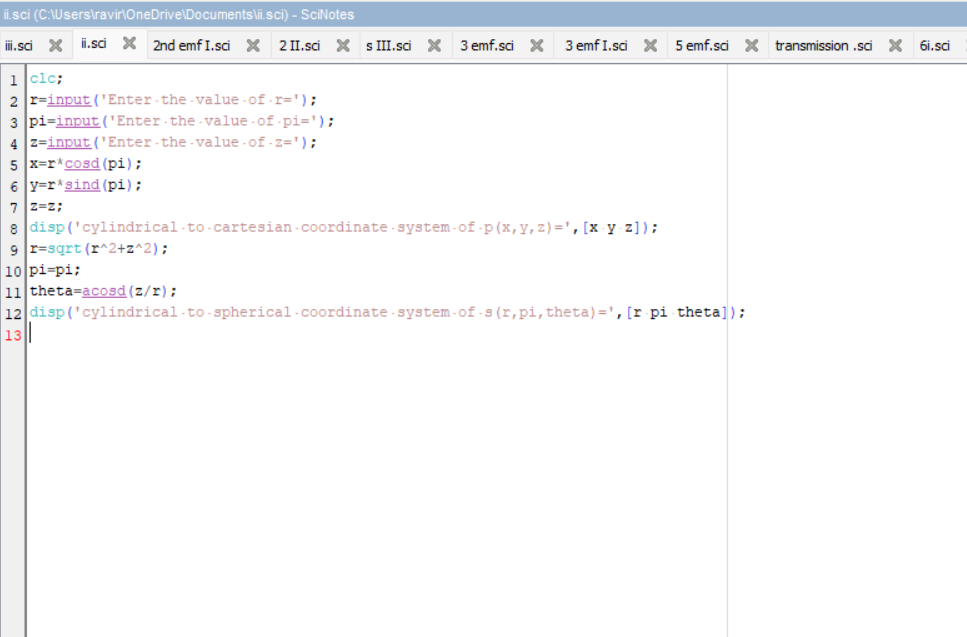 ii.sci (C:\Users\ravir\OneDrive\Documents\ii.sci) - SciNotes
iii.sci ii.sci 2nd emf I.sci 2 II.sci s III.sci 3 emf.sci 3 emf I.sci 5 emf.sci transmission .sci 6i.sci
1 clc;
2 r=input('Enter the value of r=');
3 pi=input('Enter the value of pi=');
4 z=input('Enter the value of z=');
5 x=r*cosd(pi);
6 y=r*sind(pi);
7 z=z;
8 disp('cylindrical to cartesian coordinate system of p(x,y,z)=',[x y z]);
9 r=sqrt(r^2+z^2);
10 pi=pi;
11 theta=acosd(z/r);
12 disp('cylindrical to spherical coordinate system of s(r,pi,theta)=',[r pi theta]);
13